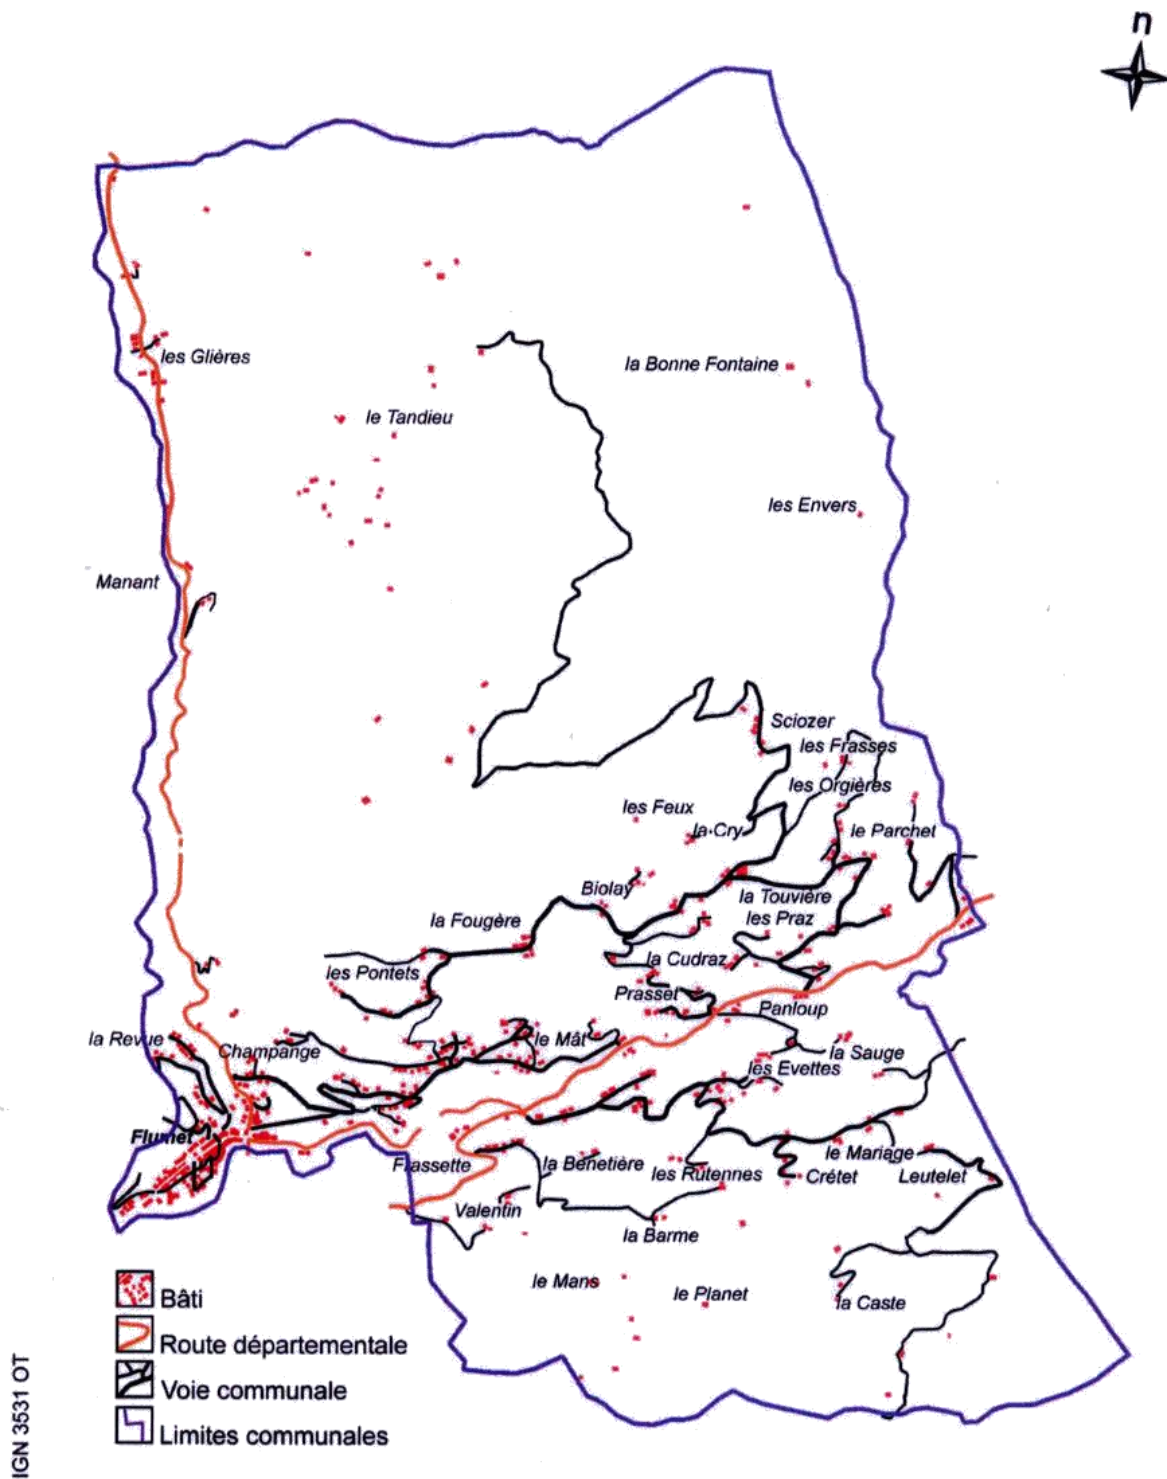 n
les Glières
la Bonne Fontaine
le Tandieu
les Envers
Manant
Sciozer
les Frasses
les Orgières
les Feux
la Cry
le Parchet
Biolay
la Touvière
la Fougère
les Praz
les Pontets
la Cudraz
Prasset
Panloup
la Revue
Champange
le Mât
la Sauge
les Evettes
Flumet
Frassette
la Bénetière
les Rutennes
le Mariage
Crétet
Leutelet
Valentin
la Barme
le Mans
le Planet
la Caste
Bâti
Route départementale
Voie communale
Limites communales
IGN 3531 OT